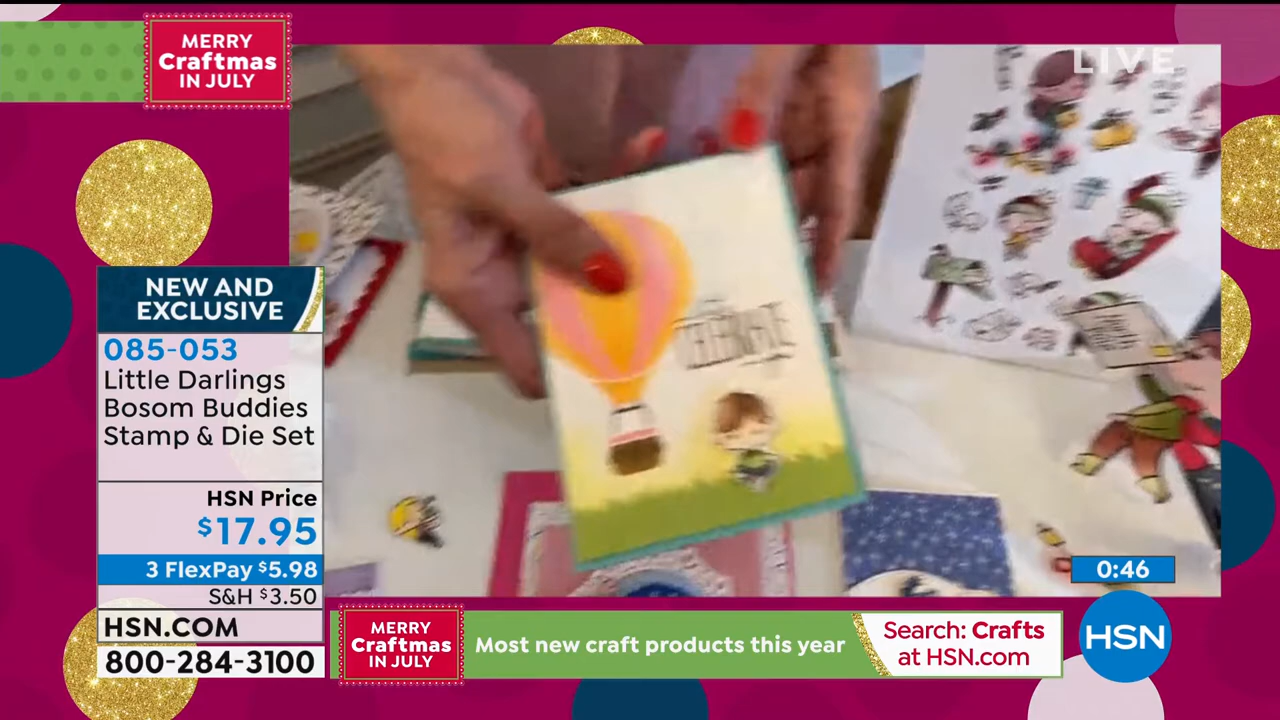 MERRY
Craftmas
IN JULY
LIVE
NEW AND
EXCLUSIVE
085-053
Little Darlings
Bosom Buddies
Stamp & Die Set
HSN Price
$17.95
3 FlexPay $5.98
S&H $3.50
HSN.COM
800-284-3100
CELEBRATE
0:46
MERRY
Craftmas
IN JULY
Most new craft products this year
Search: Crafts
at HSN.com
HSN